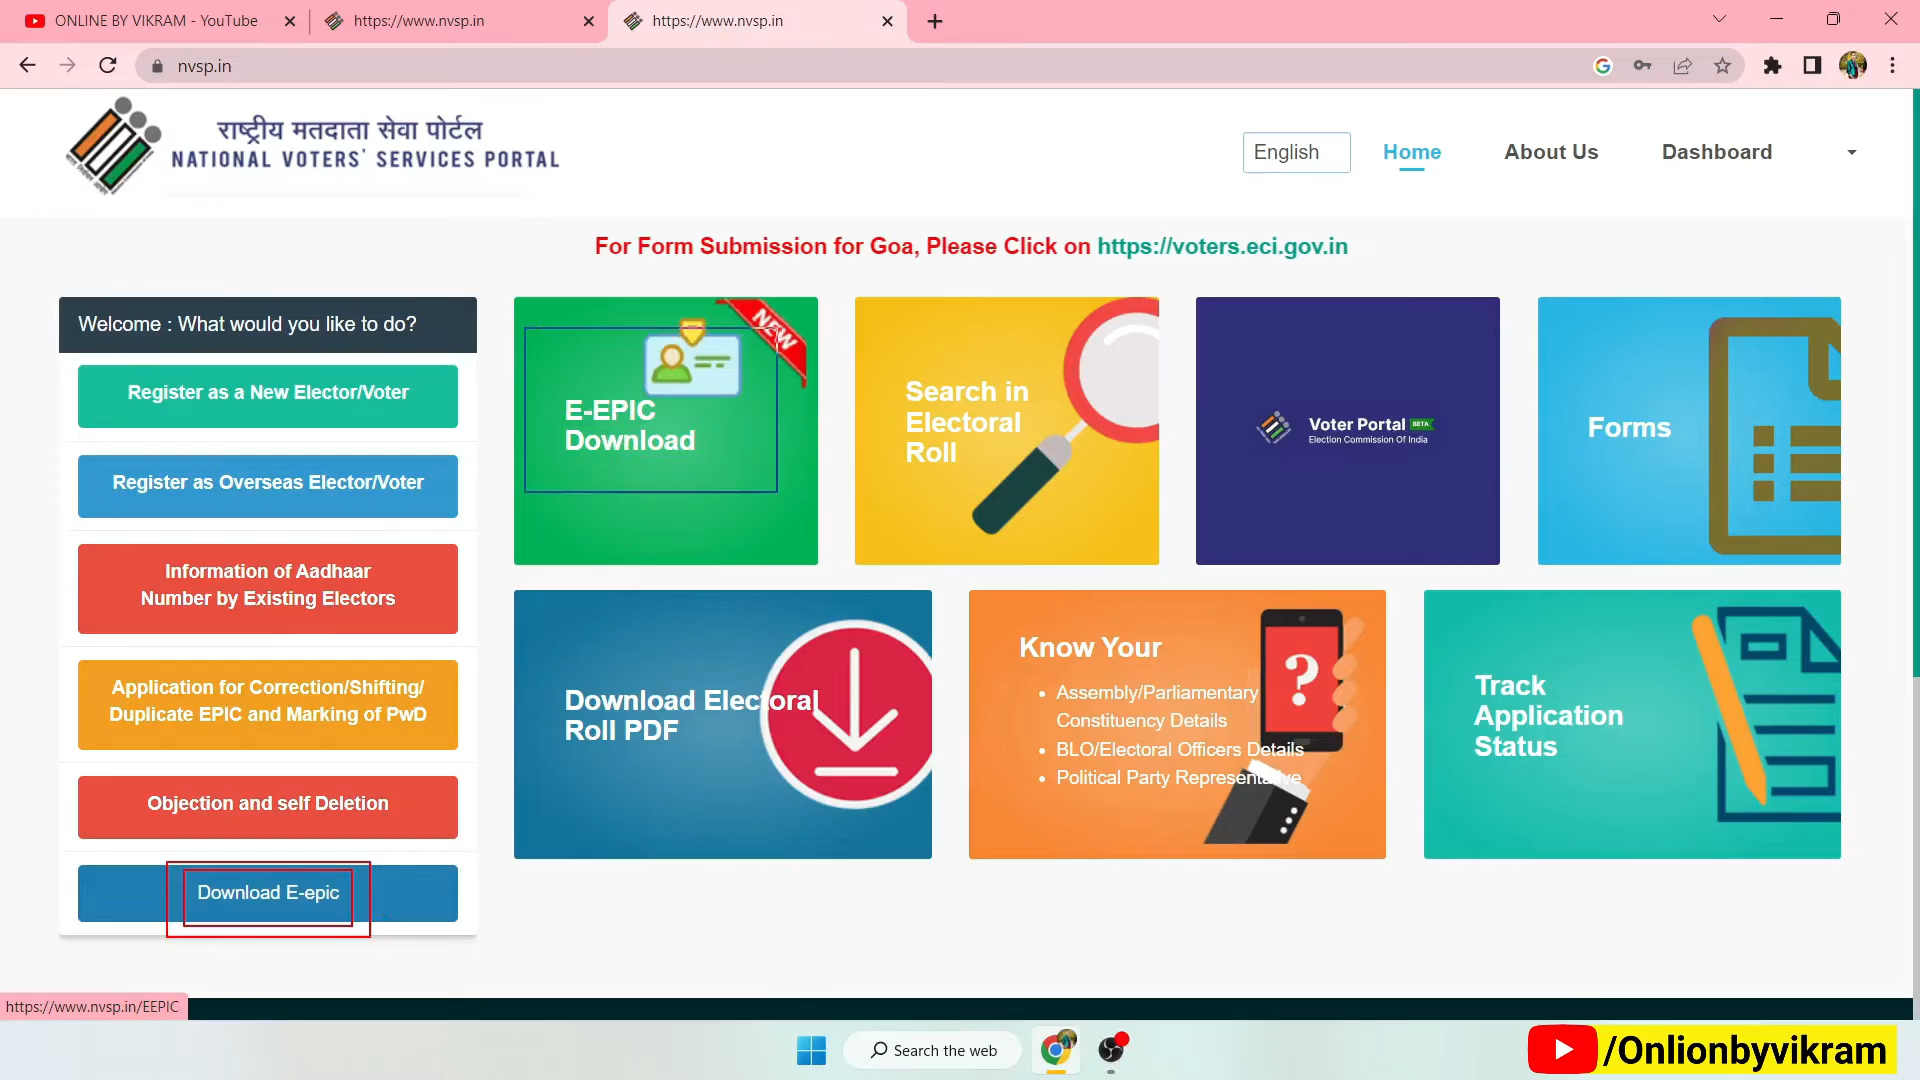 ONLINE BY VIKRAM - YouTube
https://www.nvsp.in
https://www.nvsp.in
nvsp.in
राष्ट्रीय मतदाता सेवा पोर्टल
NATIONAL VOTERS' SERVICES PORTAL
English
Home
About Us
Dashboard
For Form Submission for Goa, Please Click on https://voters.eci.gov.in
Welcome : What would you like to do?
Register as a New Elector/Voter
Register as Overseas Elector/Voter
Information of Aadhaar
Number by Existing Electors
Application for Correction/Shifting/
Duplicate EPIC and Marking of PwD
Objection and self Deletion
Download E-epic
NEW
E-EPIC
Download
Search in
Electoral
Roll
Voter Portal BETA
Election Commission Of India
Forms
Download Electoral
Roll PDF
Know Your
• Assembly/Parliamentary
Constituency Details
• BLO/Electoral Officers Details
• Political Party Representative
?
Track
Application
Status
https://www.nvsp.in/EEPIC
Search the web
/Onlionbyvikram